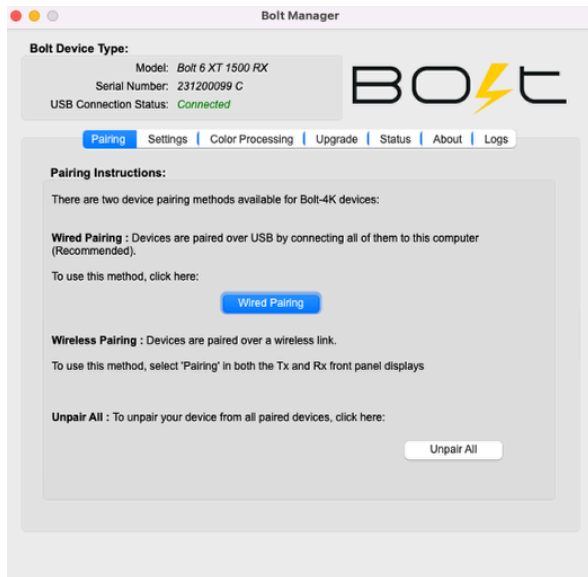 Bolt Manager
Bolt Device Type:
Model: Bolt 6 XT 1500 RX
Serial Number: 231200099 C
USB Connection Status: Connected
BOLT
Pairing Settings Color Processing Upgrade Status About Logs
Pairing Instructions:
There are two device pairing methods available for Bolt-4K devices:
Wired Pairing : Devices are paired over USB by connecting all of them to this computer
(Recommended).
To use this method, click here:
Wired Pairing
Wireless Pairing : Devices are paired over a wireless link.
To use this method, select 'Pairing' in both the Tx and Rx front panel displays
Unpair All : To unpair your device from all paired devices, click here:
Unpair All